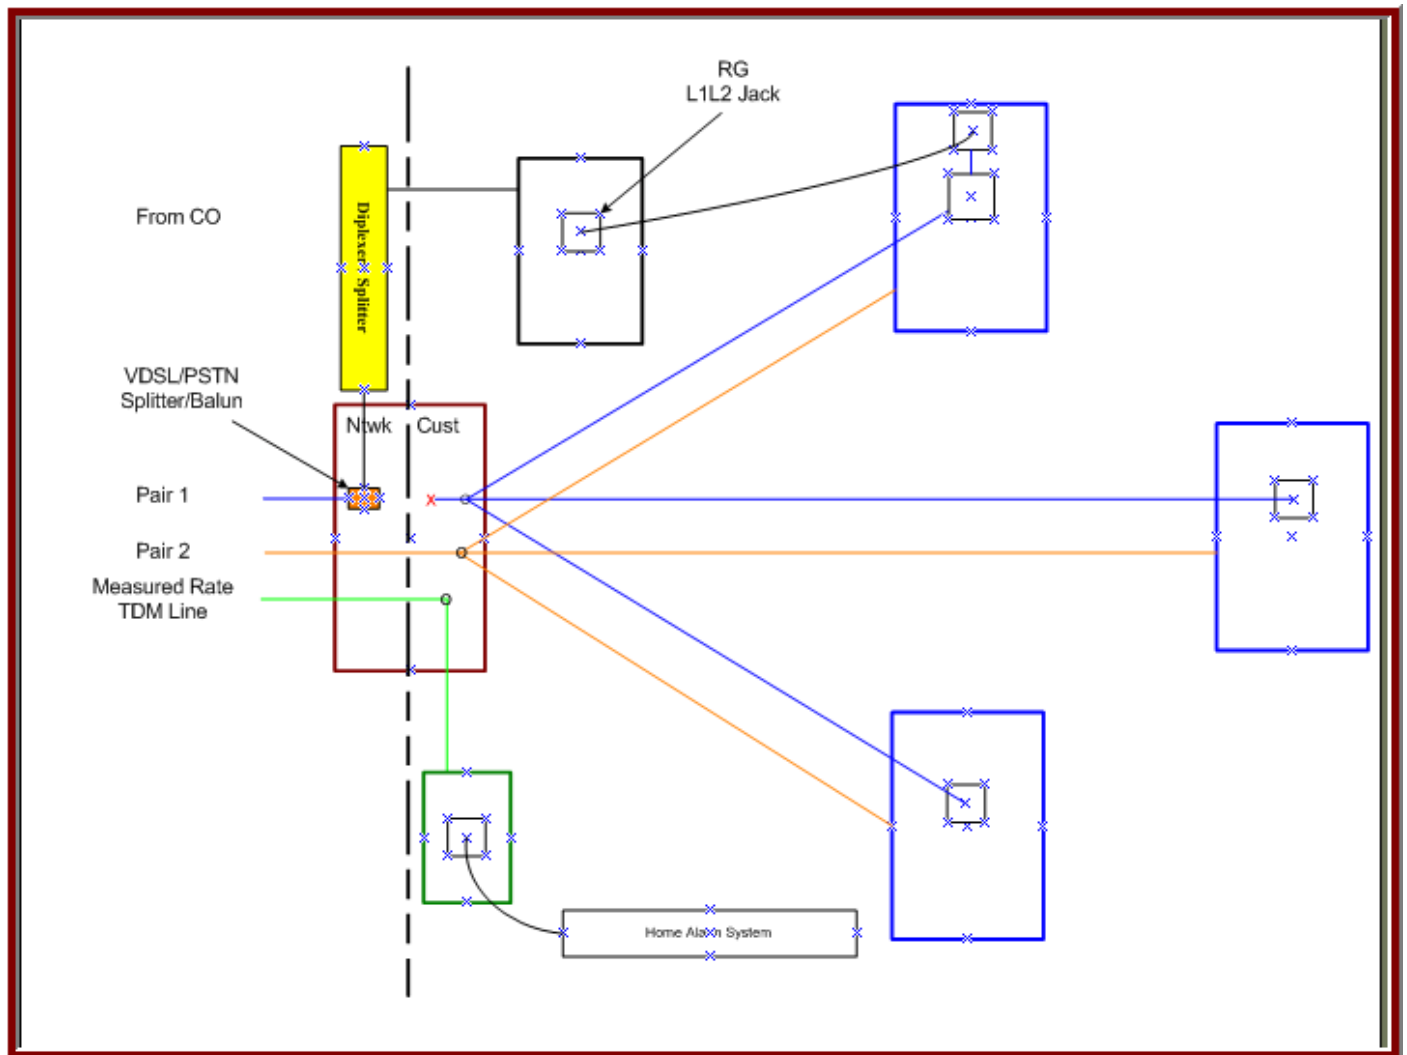 RG
L1L2 Jack
From CO
Diplexer Splitter
VDSL/PSTN
Splitter/Balun
Ntwk Cust
Pair 1
Pair 2
Measured Rate
TDM Line
Home Alarm System